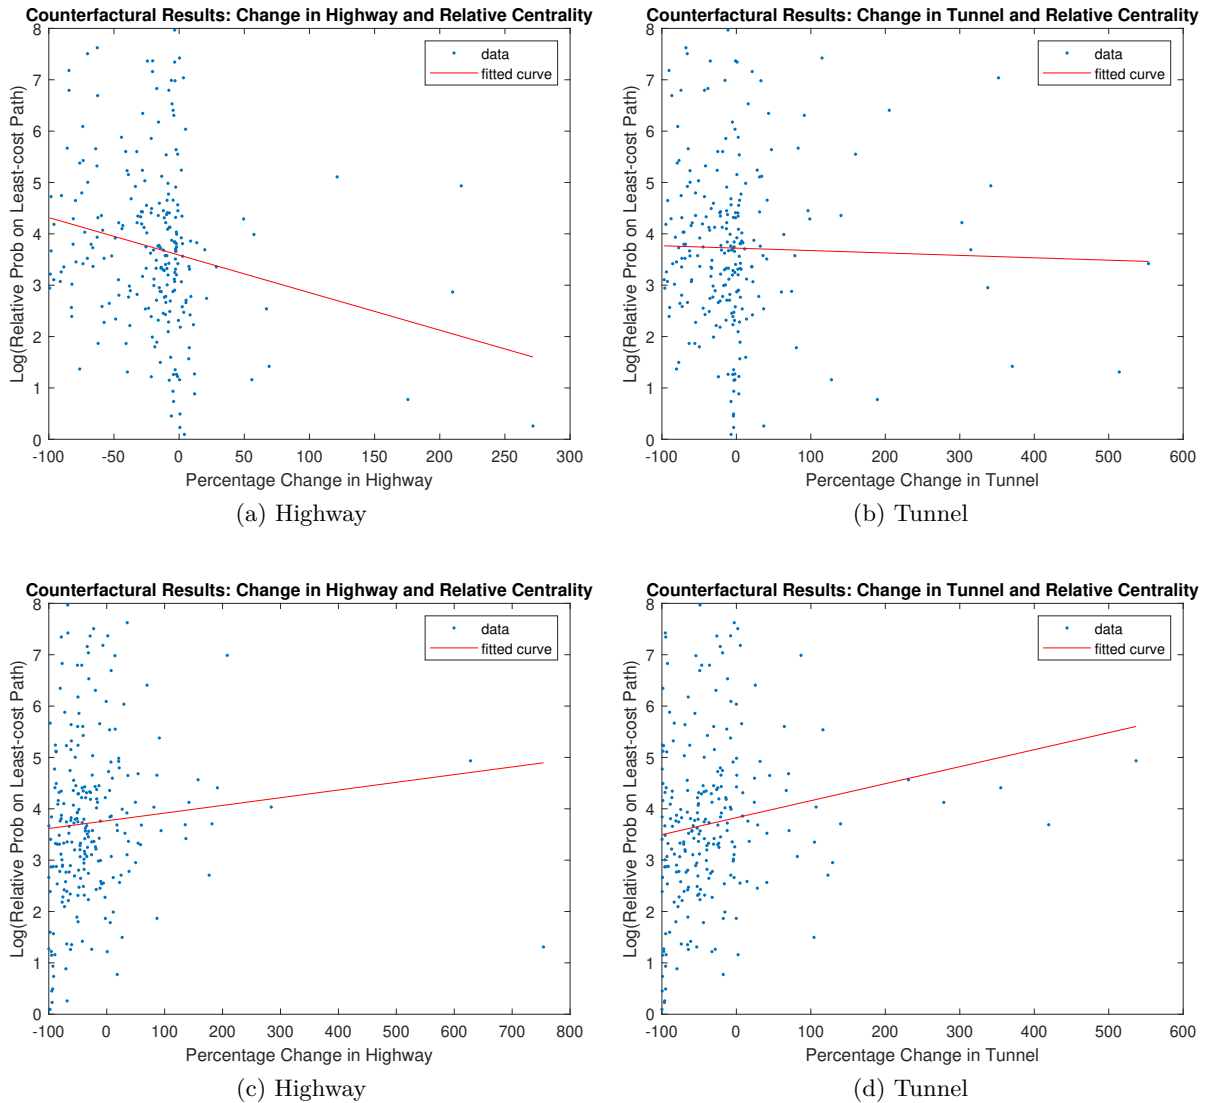 Counterfactural Results: Change in Highway and Relative Centrality
Log(Relative Prob on Least-cost Path)
8
7
6
5
4
3
2
1
0
data
fitted curve
-100 -50 0 50 100 150 200 250 300
Percentage Change in Highway
(a) Highway
Counterfactural Results: Change in Tunnel and Relative Centrality
Log(Relative Prob on Least-cost Path)
8
7
6
5
4
3
2
1
0
data
fitted curve
-100 0 100 200 300 400 500 600
Percentage Change in Tunnel
(b) Tunnel
Counterfactural Results: Change in Highway and Relative Centrality
Log(Relative Prob on Least-cost Path)
8
7
6
5
4
3
2
1
0
data
fitted curve
-100 0 100 200 300 400 500 600 700 800
Percentage Change in Highway
(c) Highway
Counterfactural Results: Change in Tunnel and Relative Centrality
Log(Relative Prob on Least-cost Path)
8
7
6
5
4
3
2
1
0
data
fitted curve
-100 0 100 200 300 400 500 600
Percentage Change in Tunnel
(d) Tunnel